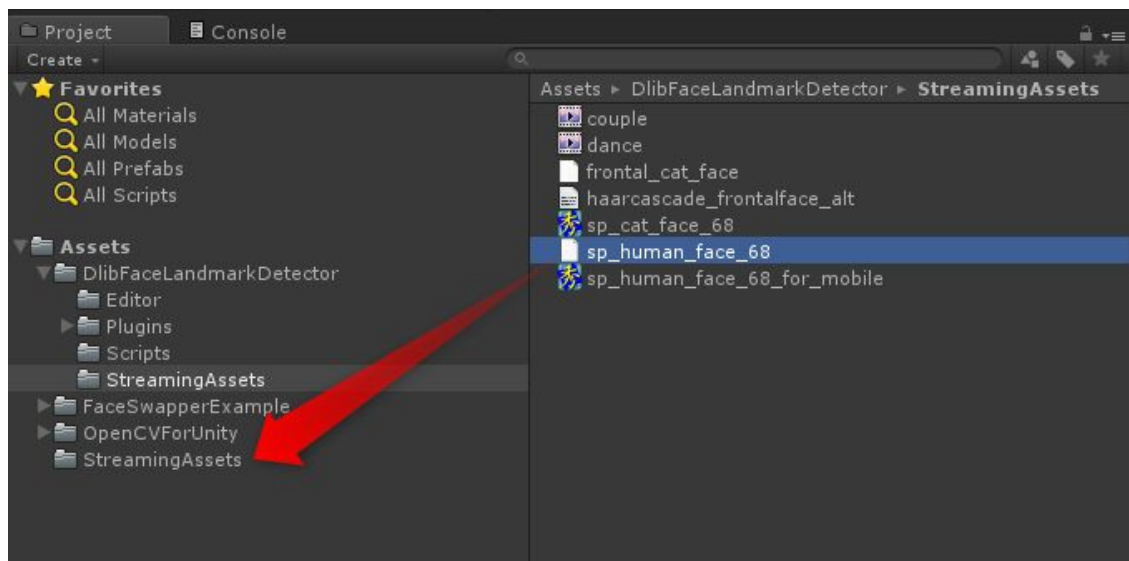 Project Console
Create
Favorites
All Materials
All Models
All Prefabs
All Scripts
Assets
DlibFaceLandmarkDetector
Editor
Plugins
Scripts
StreamingAssets
FaceSwapperExample
OpenCVForUnity
StreamingAssets
Assets ▸ DlibFaceLandmarkDetector ▸ StreamingAssets
couple
dance
frontal_cat_face
haarcascade_frontalface_alt
sp_cat_face_68
sp_human_face_68
sp_human_face_68_for_mobile